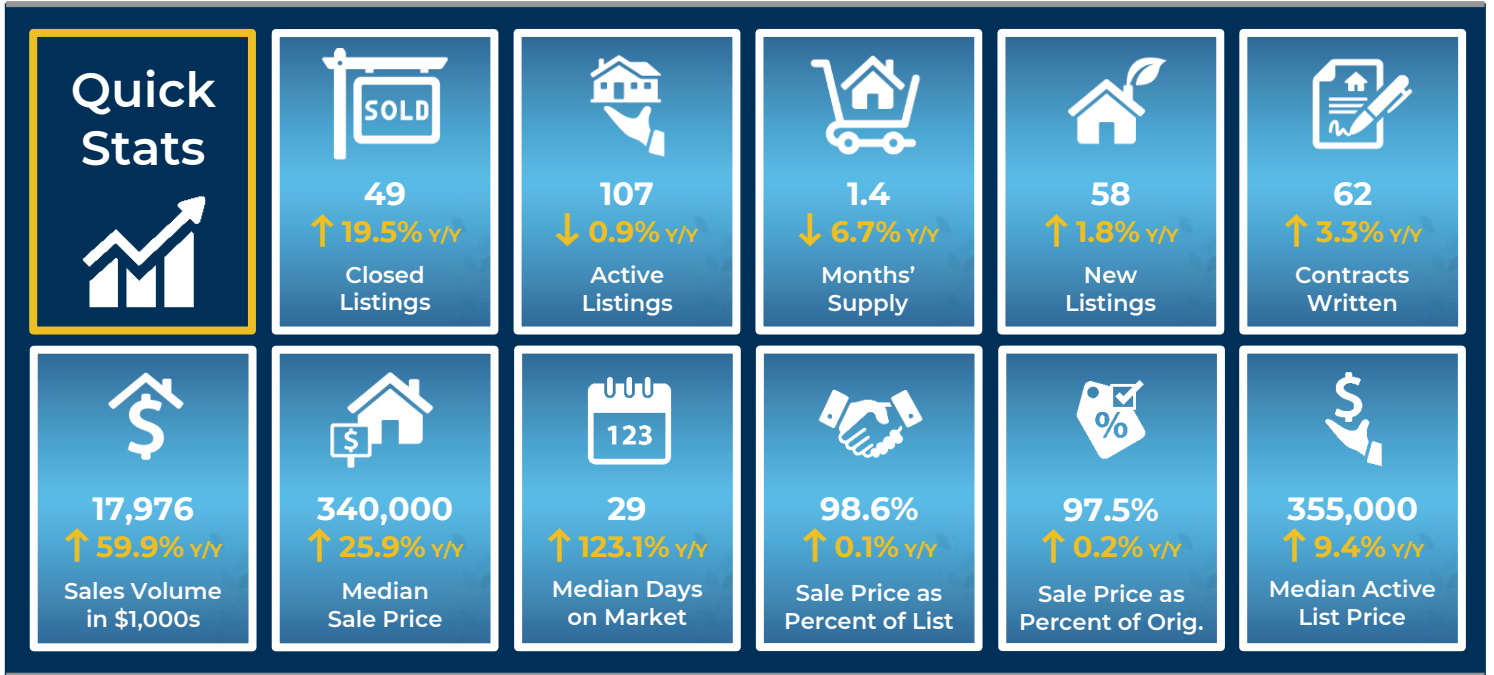 Quick
Stats
SOLD
49
↑ 19.5% Y/Y
Closed
Listings
107
↓ 0.9% Y/Y
Active
Listings
1.4
↓ 6.7% Y/Y
Months’
Supply
58
↑ 1.8% Y/Y
New
Listings
62
↑ 3.3% Y/Y
Contracts
Written
$
17,976
↑ 59.9% Y/Y
Sales Volume
in $1,000s
$
340,000
↑ 25.9% Y/Y
Median
Sale Price
123
29
↑ 123.1% Y/Y
Median Days
on Market
98.6%
↑ 0.1% Y/Y
Sale Price as
Percent of List
%
97.5%
↑ 0.2% Y/Y
Sale Price as
Percent of Orig.
$
355,000
↑ 9.4% Y/Y
Median Active
List Price